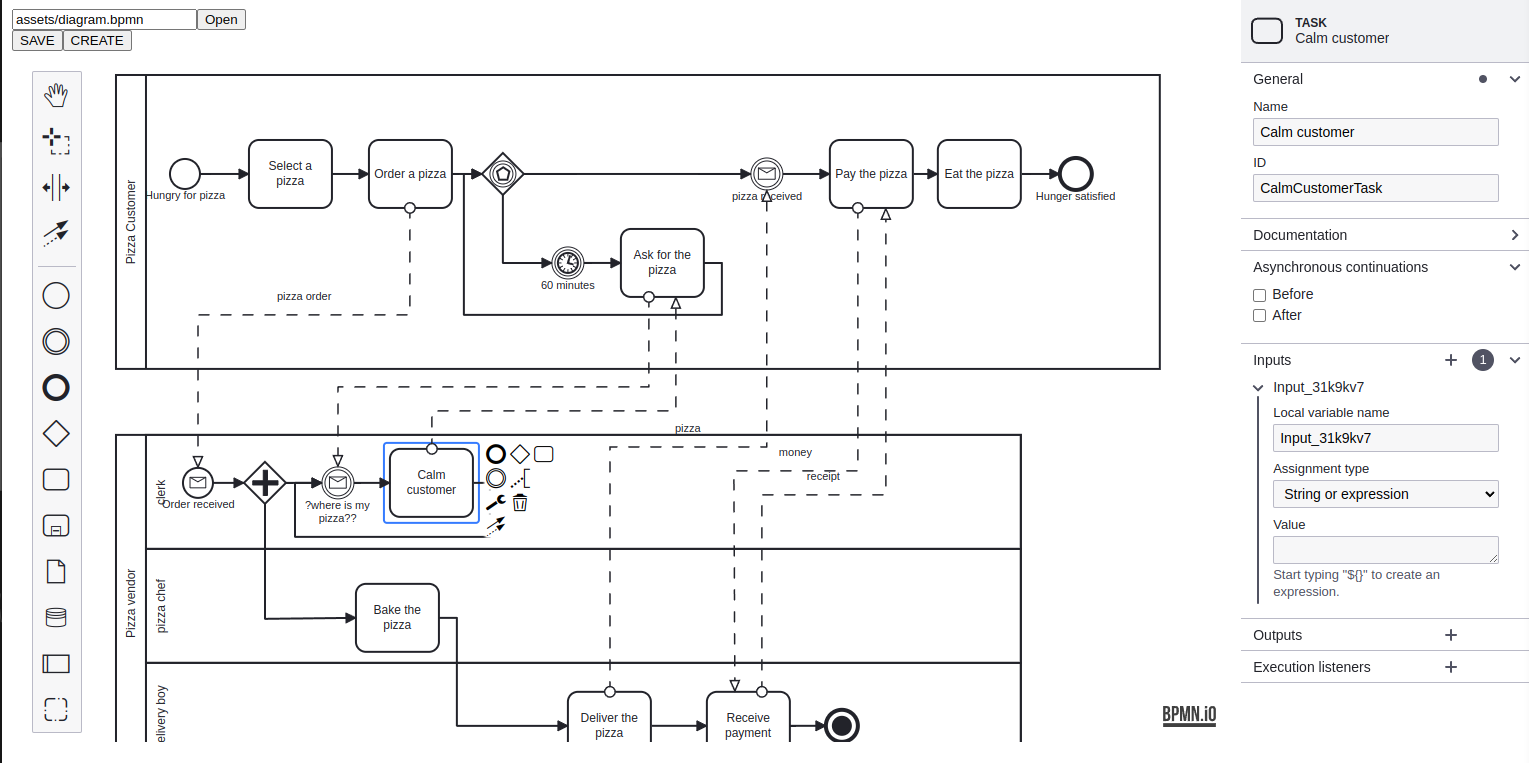 assets/diagram.bpmn
Open
SAVE
CREATE
Pizza Customer
Hungry for pizza
Select a
pizza
Order a pizza
60 minutes
Ask for the
pizza
pizza received
Pay the pizza
Eat the pizza
Hunger satisfied
pizza order
pizza
money
receipt
Pizza vendor
clerk
Order received
?where is my
pizza??
Calm
customer
pizza chef
Bake the
pizza
elivery boy
Deliver the
pizza
Receive
payment
BPMN.iO
TASK
Calm customer
General
Name
Calm customer
ID
CalmCustomerTask
Documentation
Asynchronous continuations
Before
After
Inputs
1
Input_31k9kv7
Local variable name
Input_31k9kv7
Assignment type
String or expression
Value
Start typing "${}" to create an
expression.
Outputs
Execution listeners